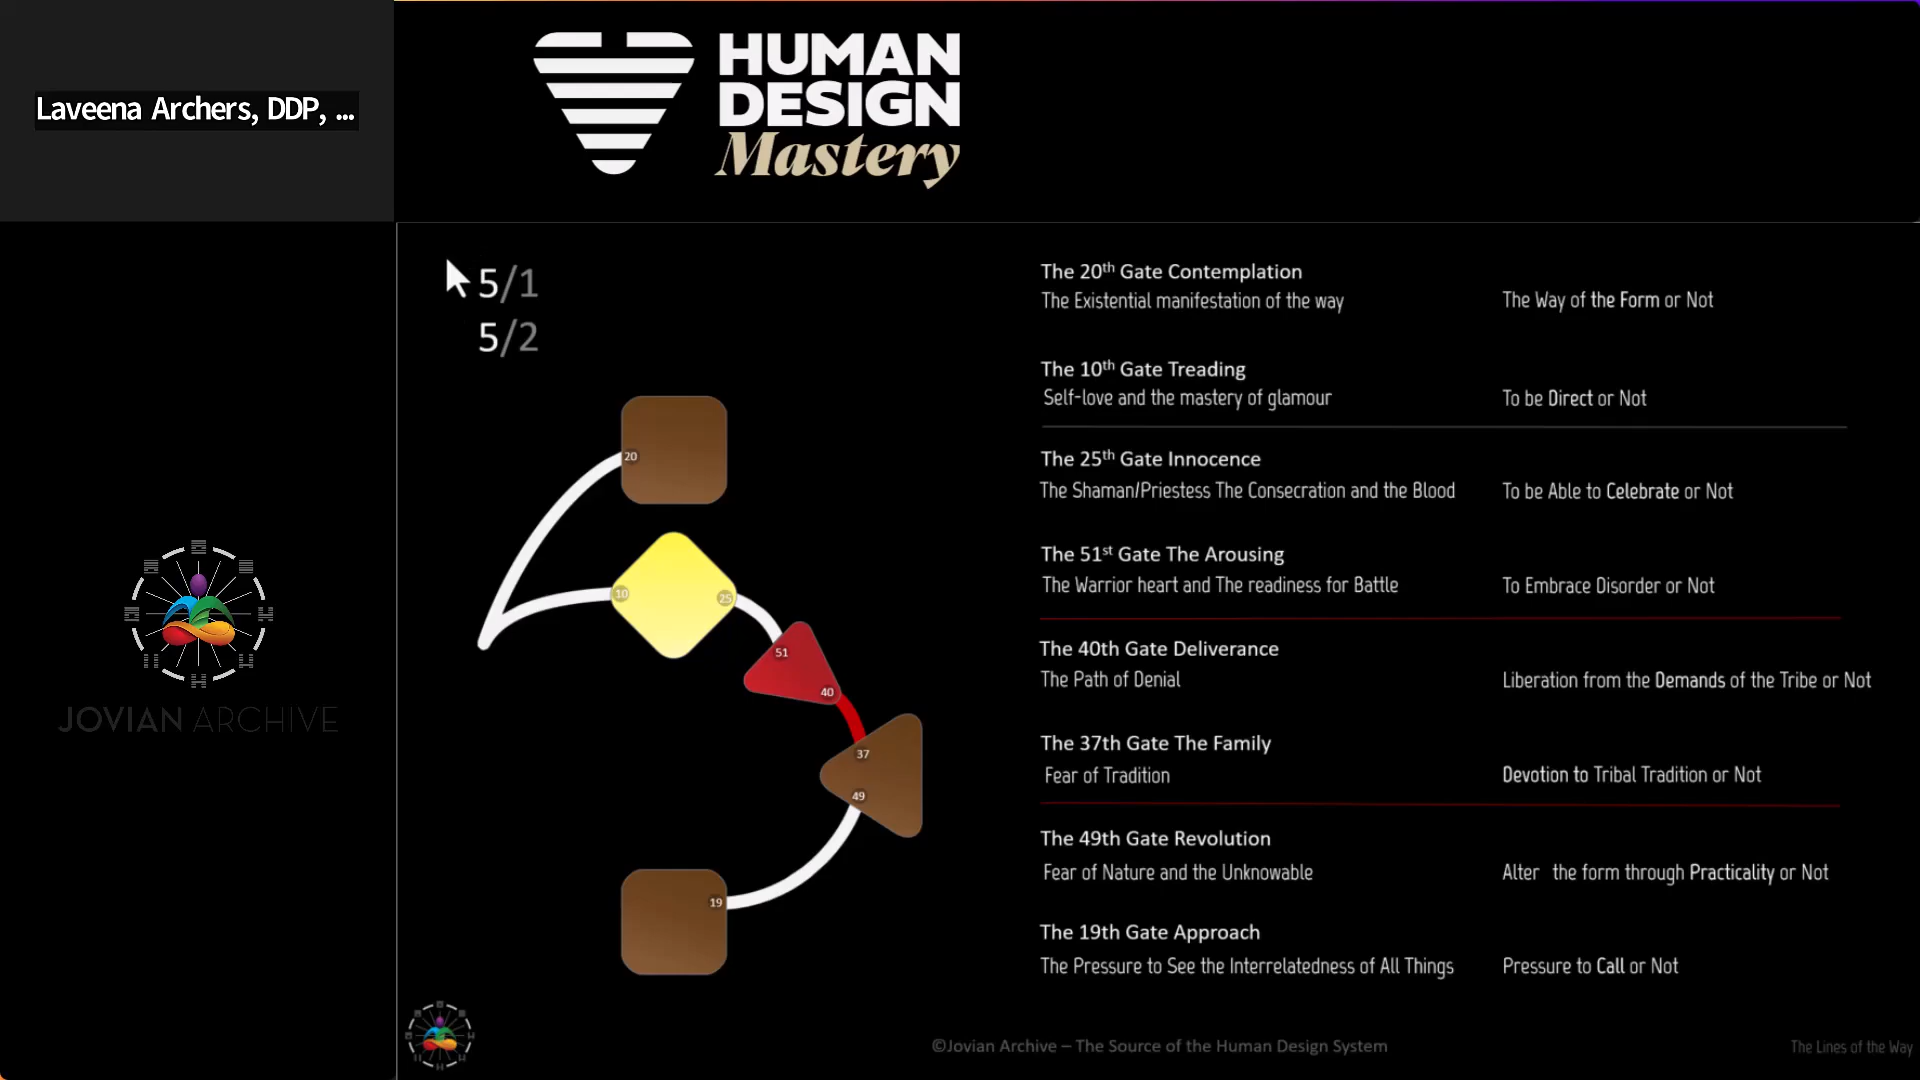 Laveena Archers, DDP, ...
HUMAN
DESIGN
Mastery
JOVIAN ARCHIVE
5/1
5/2
20
10
25
51
40
37
49
19
The 20th Gate Contemplation
The Existential manifestation of the way
The Way of the Form or Not
The 10th Gate Treading
Self-love and the mastery of glamour
To be Direct or Not
The 25th Gate Innocence
The Shaman/Priestess The Consecration and the Blood
To be Able to Celebrate or Not
The 51st Gate The Arousing
The Warrior heart and The readiness for Battle
To Embrace Disorder or Not
The 40th Gate Deliverance
The Path of Denial
Liberation from the Demands of the Tribe or Not
The 37th Gate The Family
Fear of Tradition
Devotion to Tribal Tradition or Not
The 49th Gate Revolution
Fear of Nature and the Unknowable
Alter the form through Practicality or Not
The 19th Gate Approach
The Pressure to See the Interrelatedness of All Things
Pressure to Call or Not
©Jovian Archive – The Source of the Human Design System
The Lines of the Way